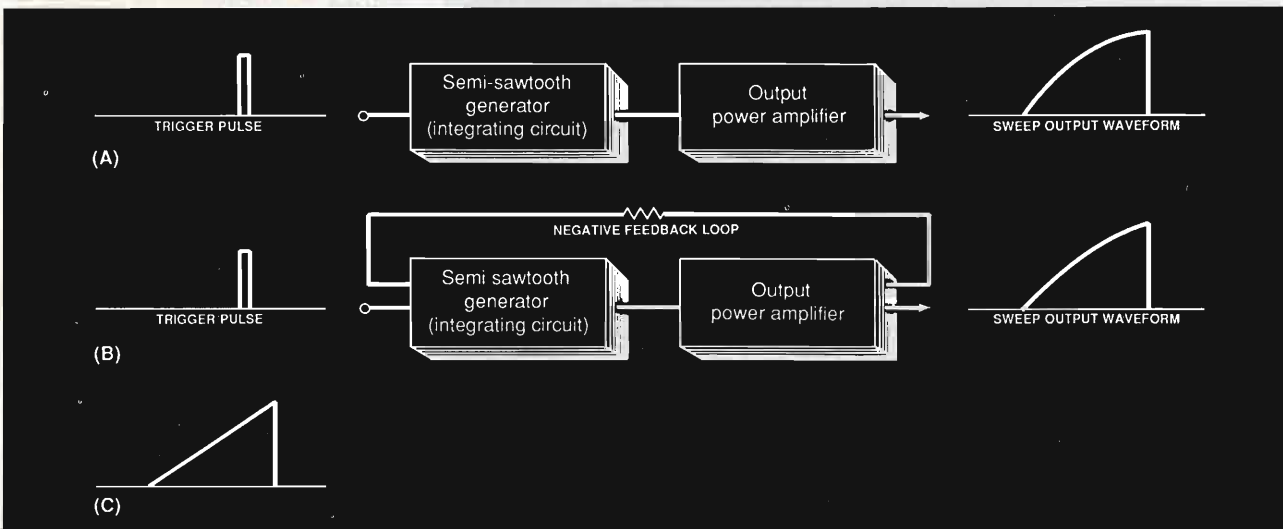 Semi-sawtooth
generator
(integrating circuit)
Output
power amplifier
TRIGGER PULSE
SWEEP OUTPUT WAVEFORM
(A)
NEGATIVE FEEDBACK LOOP
Semi sawtooth
generator
(integrating circuit)
Output
power amplifier
TRIGGER PULSE
SWEEP OUTPUT WAVEFORM
(B)
(C)